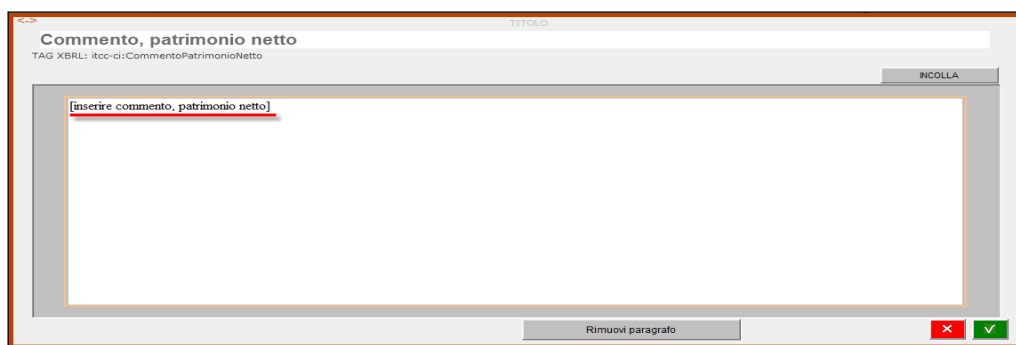 <->
TITOLO
Commento, patrimonio netto
TAG XBRL: itcc-ci:CommentoPatrimonioNetto
INCOLLA
[inserire commento, patrimonio netto]
Rimuovi paragrafo